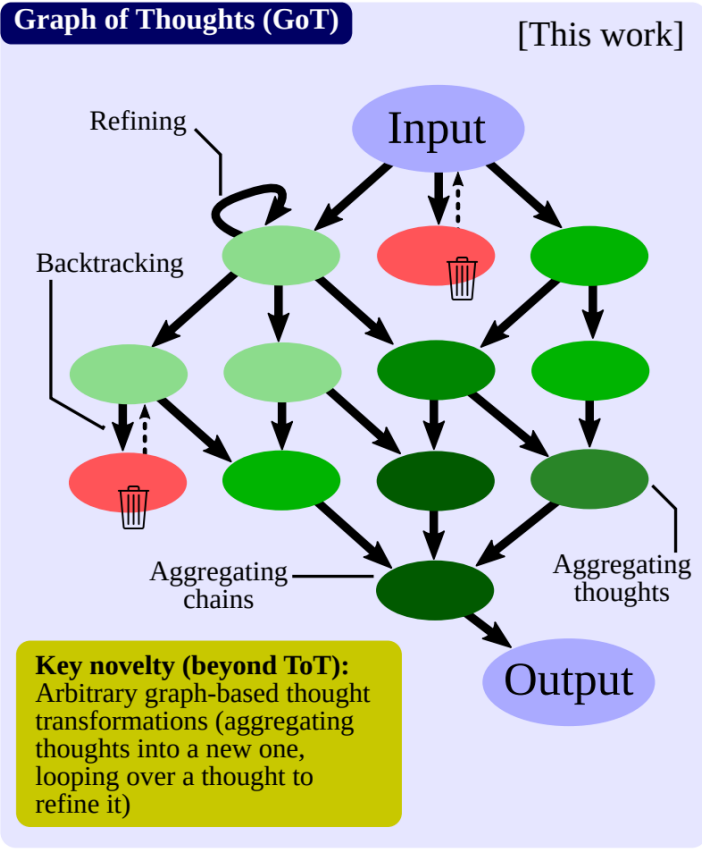 Graph of Thoughts (GoT)
[This work]
Input
Refining
Backtracking
Aggregating
chains
Aggregating
thoughts
Output
Key novelty (beyond ToT):
Arbitrary graph-based thought
transformations (aggregating
thoughts into a new one,
looping over a thought to
refine it)